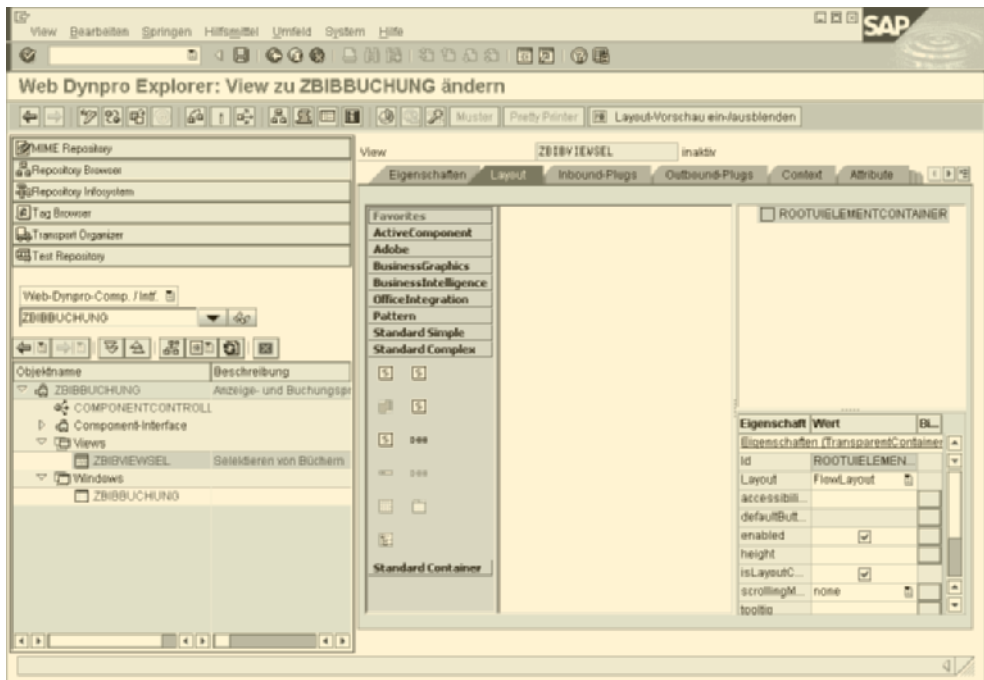 View Bearbeiten Springen Hilfsmittel Umfeld System Hilfe
SAP
Web Dynpro Explorer: View zu ZBIBBUCHUNG ändern
Muster Pretty Printer Layout-Vorschau ein-/ausblenden
MIME Repository
Repository Browser
Repository Infosystem
Tag Browser
Transport Organizer
Test Repository
Web-Dynpro-Comp. / Intf.
ZBIBBUCHUNG
Objektname Beschreibung
ZBIBBUCHUNG Anzeige- und Buchungspr
COMPONENTCONTROLL
Component-Interface
Views
ZBIBVIEWSEL Selektieren von Büchern
Windows
ZBIBBUCHUNG
View ZBIBVIEWSEL inaktiv
Eigenschaften Layout Inbound-Plugs Outbound-Plugs Context Attribute
Favorites
ActiveComponent
Adobe
BusinessGraphics
BusinessIntelligence
OfficeIntegration
Pattern
Standard Simple
Standard Complex
Standard Container
ROOTUIELEMENTCONTAINER
Eigenschaft Wert Bi...
Eigenschaften (TransparentContainer
Id ROOTUIELEMEN...
Layout FlowLayout
accessibili...
defaultButt...
enabled
height
isLayoutC...
scrollingM... none
tooltip